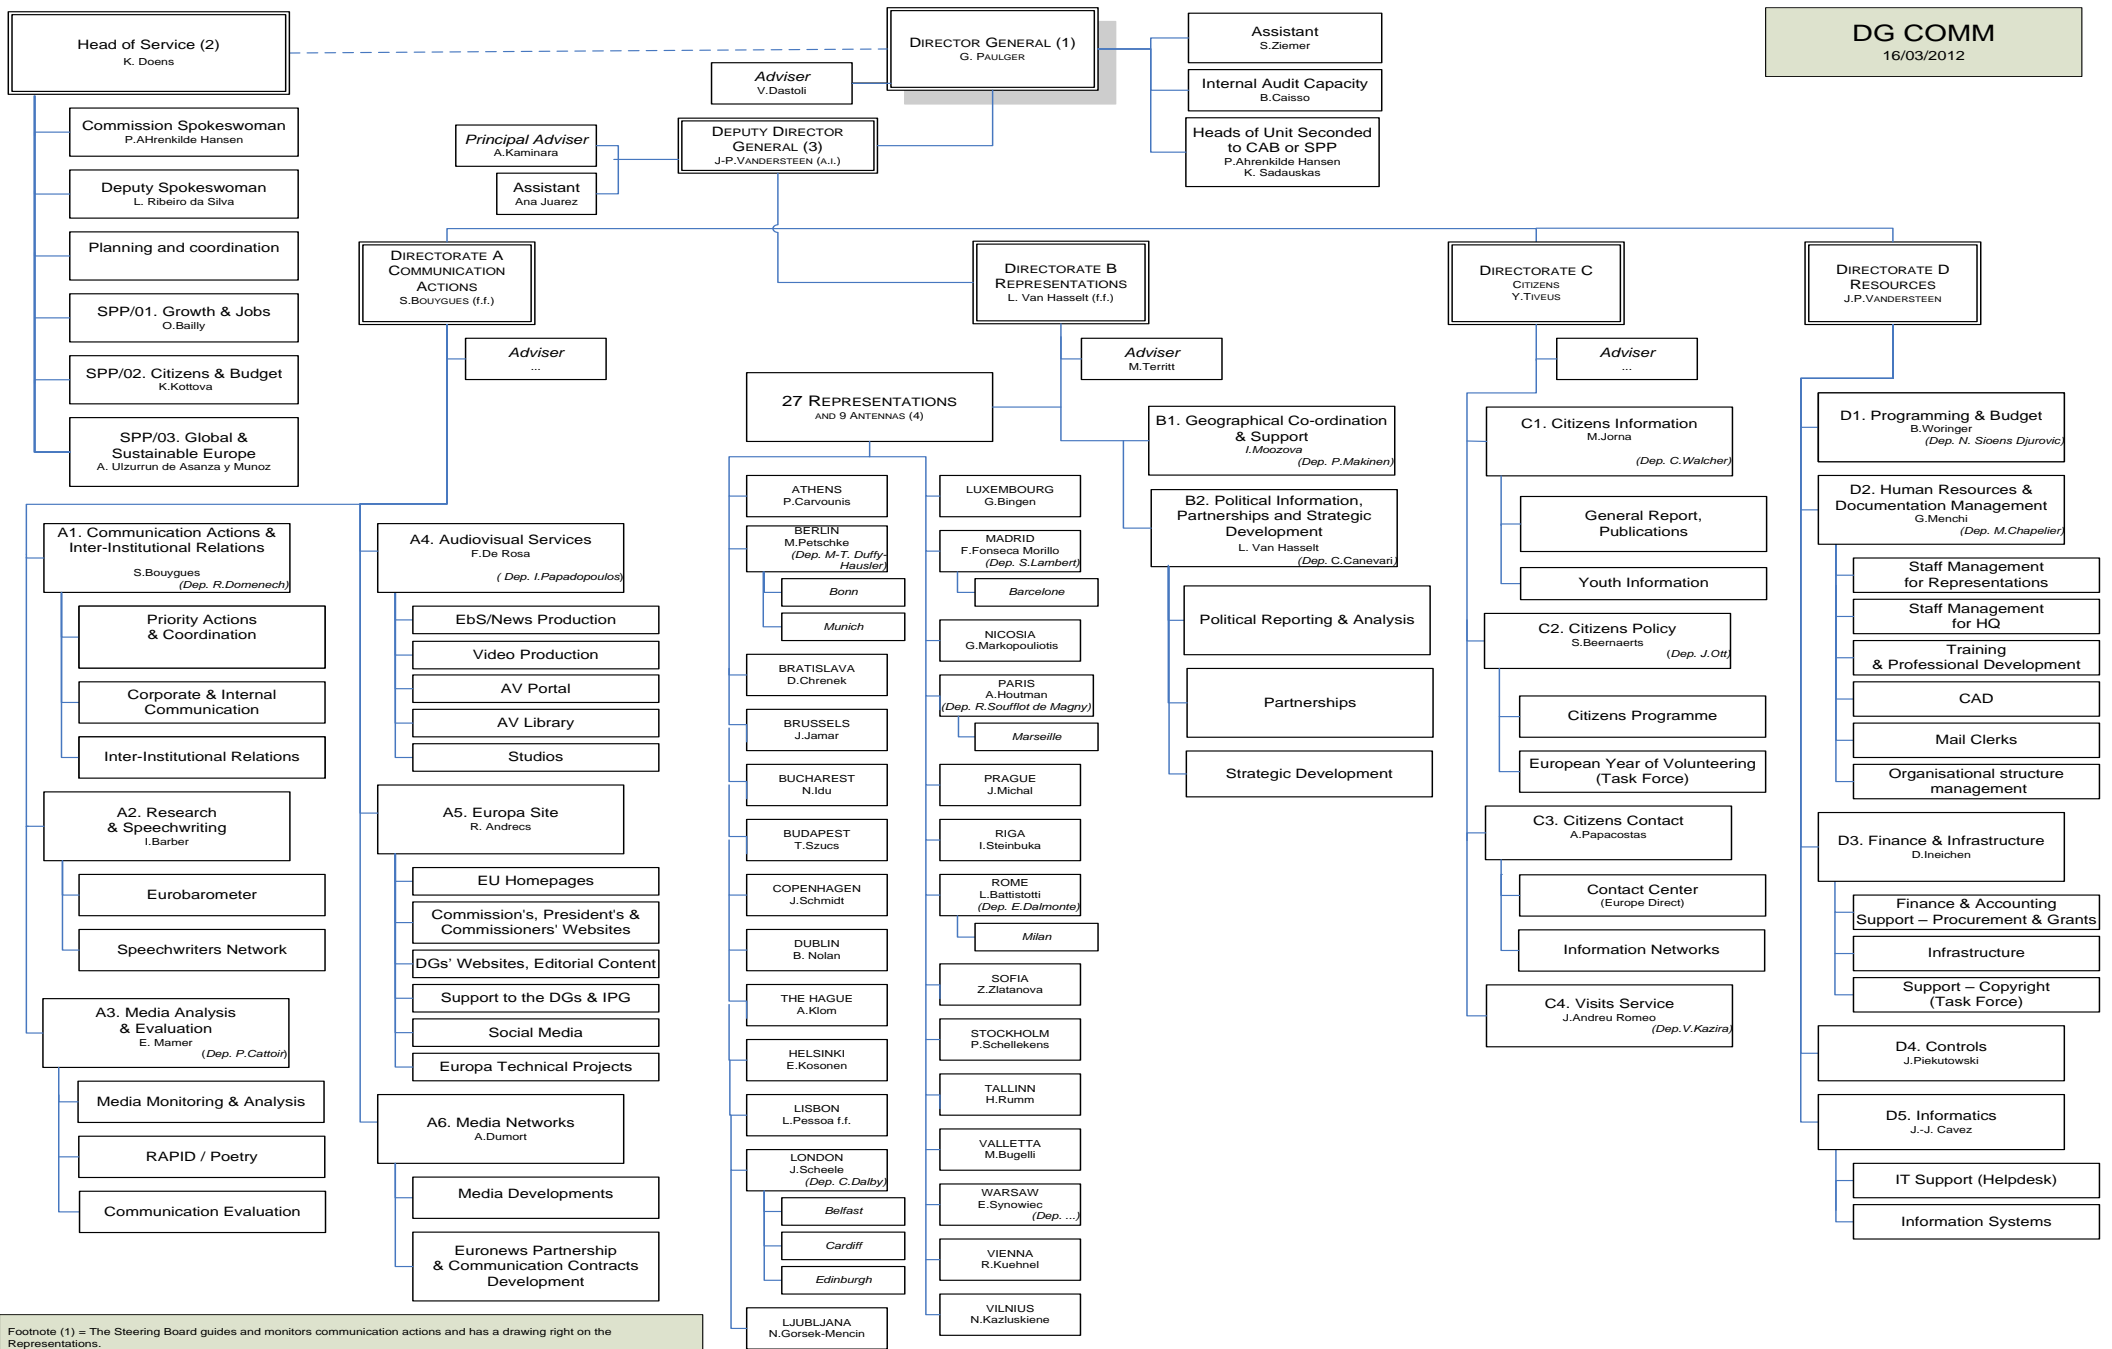 Head of Service (2)
K. Doens
DIRECTOR GENERAL (1)
G. PAULGER
Adviser
V.Dastoli
Assistant
S.Ziemer
Internal Audit Capacity
B.Caisso
Heads of Unit Seconded
to CAB or SPP
P.Ahrenkilde Hansen
K. Sadauskas
DG COMM
16/03/2012
DEPUTY DIRECTOR
GENERAL (3)
J-P.VANDERSTEEN (A.I.)
Principal Adviser
A.Kaminara
Assistant
Ana Juarez
Commission Spokeswoman
P.AHrenkilde Hansen
Deputy Spokeswoman
L. Ribeiro da Silva
Planning and coordination
SPP/01. Growth & Jobs
O.Bailly
SPP/02. Citizens & Budget
K.Kottova
SPP/03. Global &
Sustainable Europe
A. Ulzurrun de Asanza y Munoz
DIRECTORATE A
COMMUNICATION
ACTIONS
S.BOUYGUES (f.f.)
Adviser
...
DIRECTORATE B
REPRESENTATIONS
L. Van Hasselt (f.f.)
Adviser
M.Territt
DIRECTORATE C
CITIZENS
Y.TIVEUS
Adviser
...
DIRECTORATE D
RESOURCES
J.P.VANDERSTEEN
A1. Communication Actions &
Inter-Institutional Relations
S.Bouygues
(Dep. R.Domenech)
Priority Actions
& Coordination
Corporate & Internal
Communication
Inter-Institutional Relations
A2. Research
& Speechwriting
I.Barber
Eurobarometer
Speechwriters Network
A3. Media Analysis
& Evaluation
E. Mamer
(Dep. P.Cattoir)
Media Monitoring & Analysis
RAPID / Poetry
Communication Evaluation
A4. Audiovisual Services
F.De Rosa
( Dep. I.Papadopoulos)
EbS/News Production
Video Production
AV Portal
AV Library
Studios
A5. Europa Site
R. Andrecs
EU Homepages
Commission's, President's &
Commissioners' Websites
DGs' Websites, Editorial Content
Support to the DGs & IPG
Social Media
Europa Technical Projects
A6. Media Networks
A.Dumort
Media Developments
Euronews Partnership
& Communication Contracts
Development
27 REPRESENTATIONS
AND 9 ANTENNAS (4)
ATHENS
P.Carvounis
BERLIN
M.Petschke
(Dep. M-T. Duffy-
Hausler)
Bonn
Munich
BRATISLAVA
D.Chrenek
BRUSSELS
J.Jamar
BUCHAREST
N.Idu
BUDAPEST
T.Szucs
COPENHAGEN
J.Schmidt
DUBLIN
B. Nolan
THE HAGUE
A.Klom
HELSINKI
E.Kosonen
LISBON
L.Pessoa f.f.
LONDON
J.Scheele
(Dep. C.Dalby)
Belfast
Cardiff
Edinburgh
LJUBLJANA
N.Gorsek-Mencin
LUXEMBOURG
G.Bingen
MADRID
F.Fonseca Morillo
(Dep. S.Lambert)
Barcelone
NICOSIA
G.Markopouliotis
PARIS
A.Houtman
(Dep. R.Soufflot de Magny)
Marseille
PRAGUE
J.Michal
RIGA
I.Steinbuka
ROME
L.Battistotti
(Dep. E.Dalmonte)
Milan
SOFIA
Z.Zlatanova
STOCKHOLM
P.Schellekens
TALLINN
H.Rumm
VALLETTA
M.Bugelli
WARSAW
E.Synowiec
(Dep. ...)
VIENNA
R.Kuehnel
VILNIUS
N.Kazluskiene
B1. Geographical Co-ordination
& Support
I.Moozova
(Dep. P.Makinen)
B2. Political Information,
Partnerships and Strategic
Development
L. Van Hasselt
(Dep. C.Canevari)
Political Reporting & Analysis
Partnerships
Strategic Development
C1. Citizens Information
M.Jorna
(Dep. C.Walcher)
General Report,
Publications
Youth Information
C2. Citizens Policy
S.Beernaerts
(Dep. J.Ott)
Citizens Programme
European Year of Volunteering
(Task Force)
C3. Citizens Contact
A.Papacostas
Contact Center
(Europe Direct)
Information Networks
C4. Visits Service
J.Andreu Romeo
(Dep.V.Kazira)
D1. Programming & Budget
B.Woringer
(Dep. N. Sioens Djurovic)
D2. Human Resources &
Documentation Management
G.Menchi
(Dep. M.Chapelier)
Staff Management
for Representations
Staff Management
for HQ
Training
& Professional Development
CAD
Mail Clerks
Organisational structure
management
D3. Finance & Infrastructure
D.Ineichen
Finance & Accounting
Support – Procurement & Grants
Infrastructure
Support – Copyright
(Task Force)
D4. Controls
J.Piekutowski
D5. Informatics
J.-J. Cavez
IT Support (Helpdesk)
Information Systems
Footnote (1) = The Steering Board guides and monitors communication actions and has a drawing right on the
Representations.